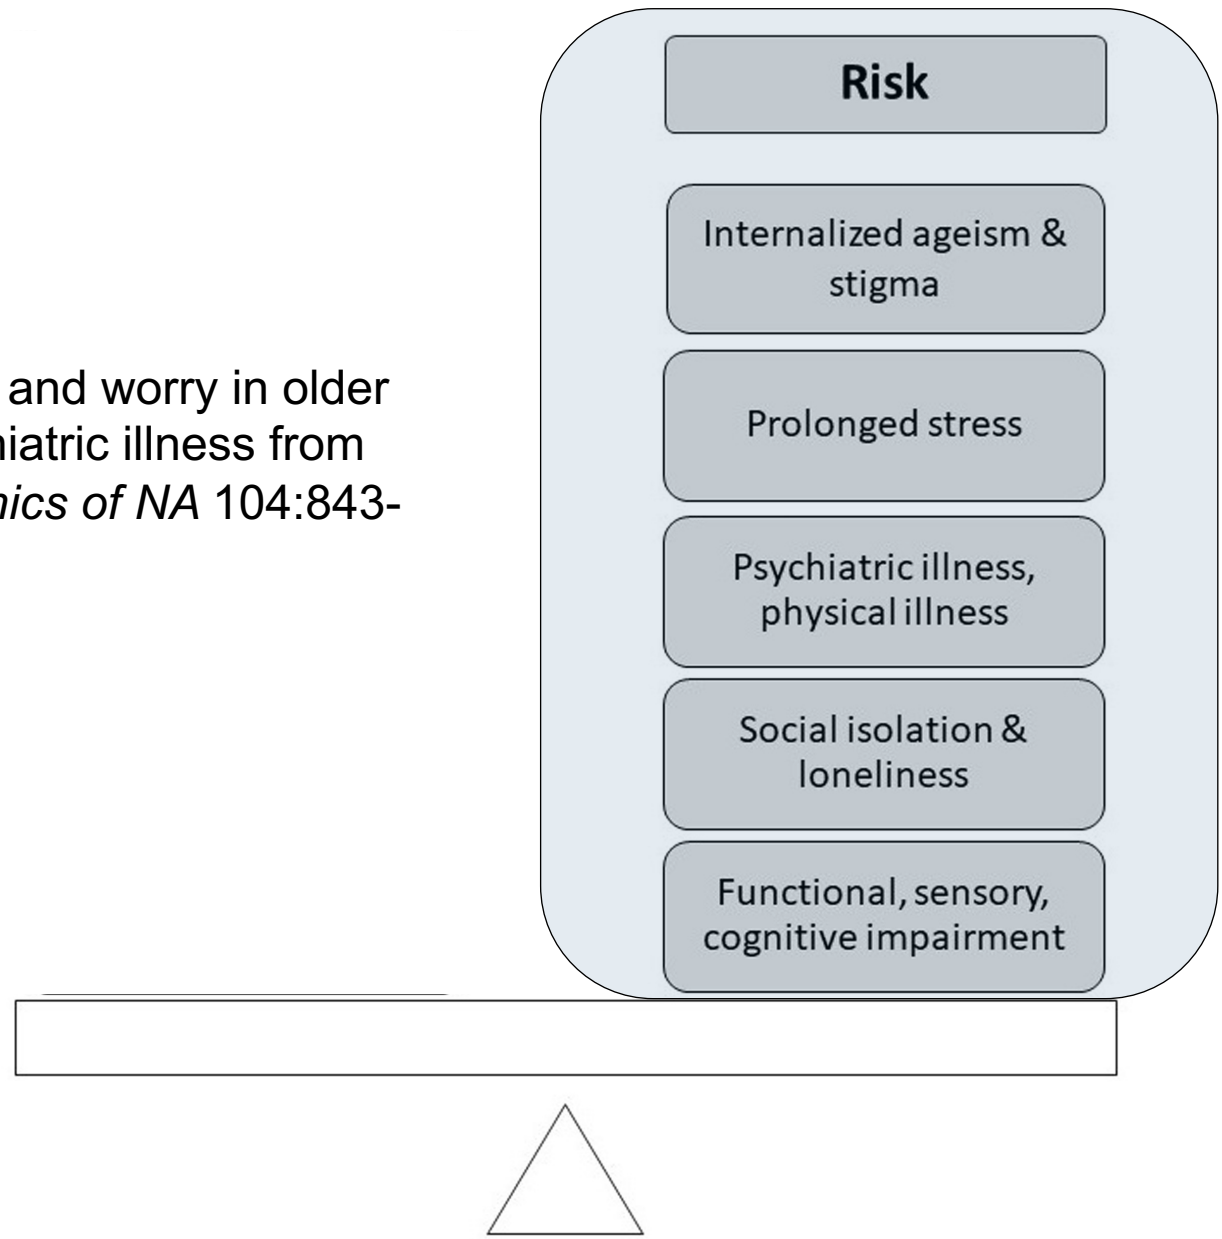 and worry in older
hiatric illness from
nics of NA 104:843-
Risk
Internalized ageism &
stigma
Prolonged stress
Psychiatric illness,
physical illness
Social isolation &
loneliness
Functional, sensory,
cognitive impairment